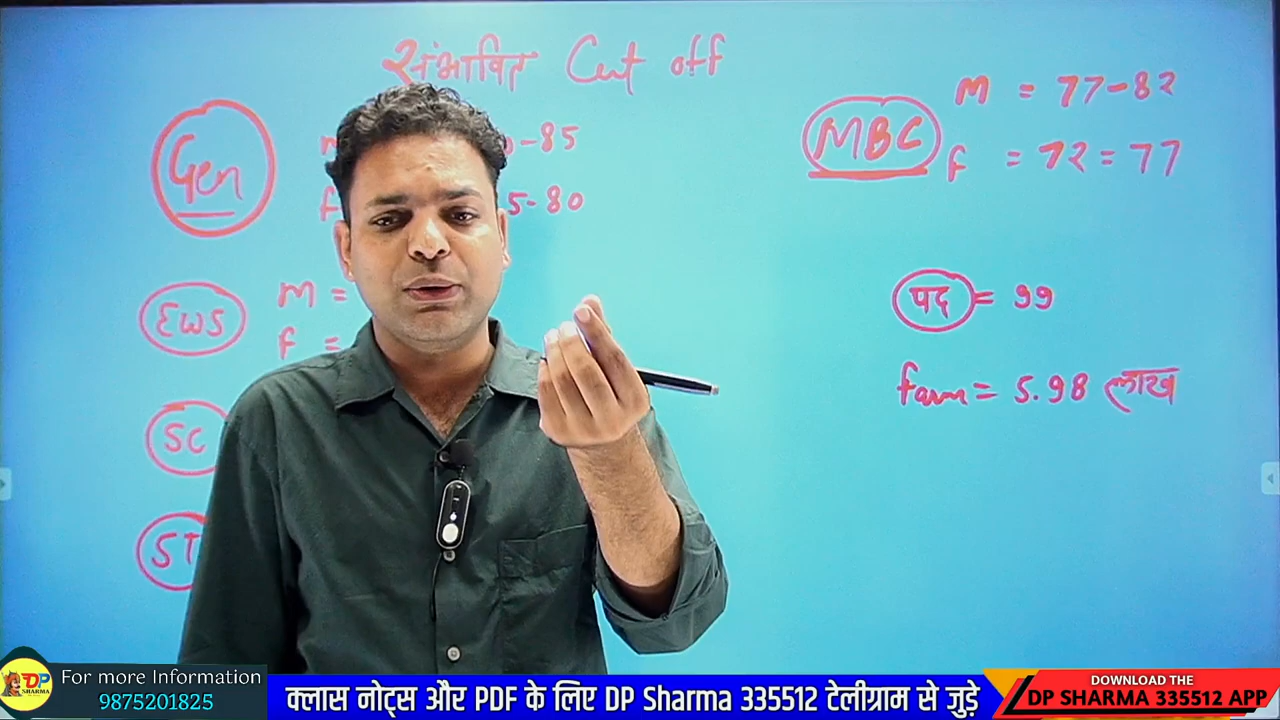 संभावित Cut off
Gen
-85
5-80
EWS M =
f =
SC
ST
MBC M = 77-82
f = 72 = 77
पद = 99
farm = 5.98 लाख
DP SHARMA
For more Information
9875201825
क्लास नोट्स और PDF के लिए DP Sharma 335512 टेलीग्राम से जुड़े
DOWNLOAD THE
DP SHARMA 335512 APP